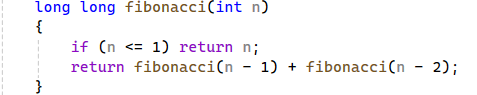 long long fibonacci(int n)
{
    if (n <= 1) return n;
    return fibonacci(n - 1) + fibonacci(n - 2);
}